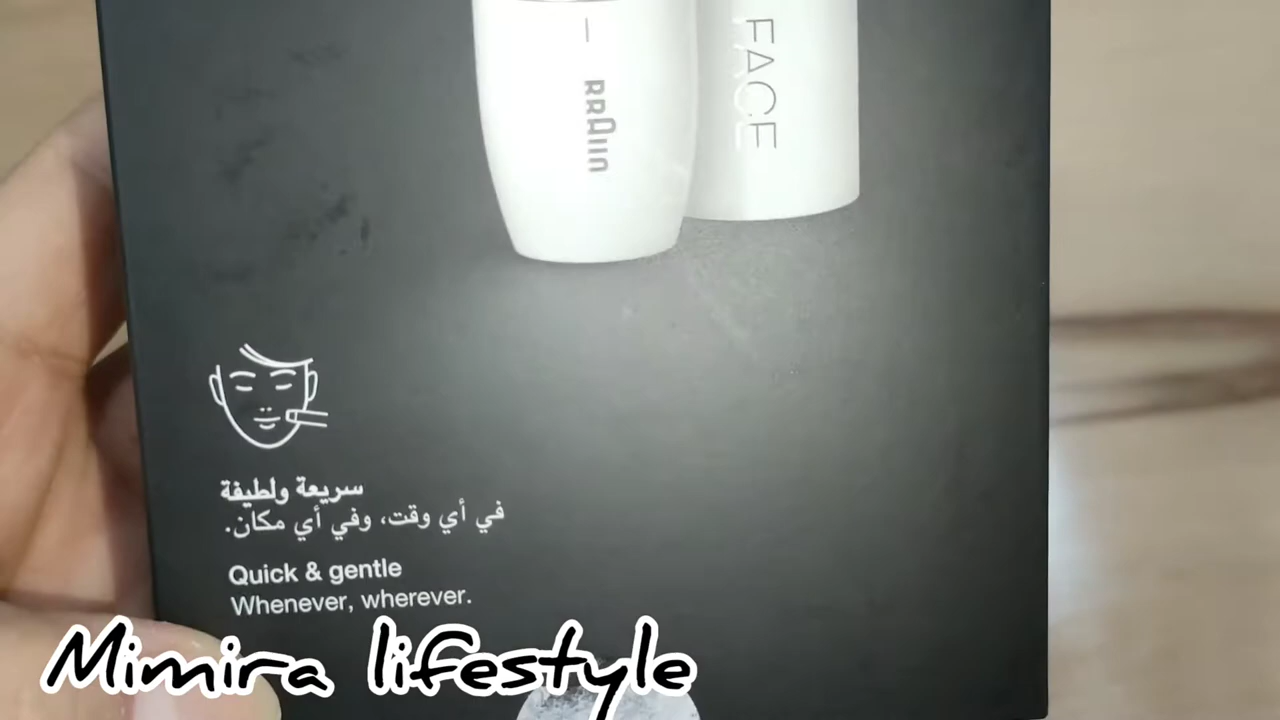 BRAUN
FACE
سريعة ولطيفة
في أي وقت، وفي أي مكان.
Quick & gentle
Whenever, wherever.
Mimira lifestyle